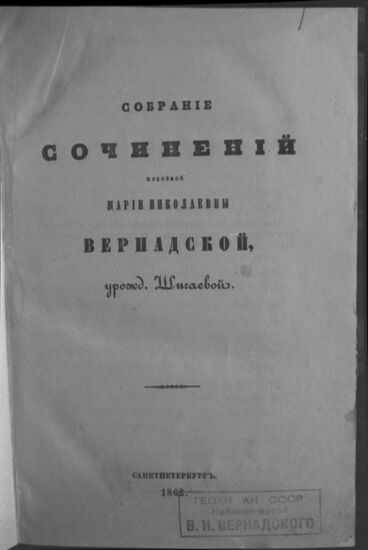 СОБРАНІЕ
СОЧИНЕНІЙ
ПОКОЙНОЙ
МАРІИ НИКОЛАЕВНЫ
ВЕРНАДСКОЙ,
урожд. Шигаевой.
САНКТПЕТЕРБУРГЪ.
1862.
ГЕОХИ АН СССР
Кабинет-музей
В. И. ВЕРНАДСКОГО